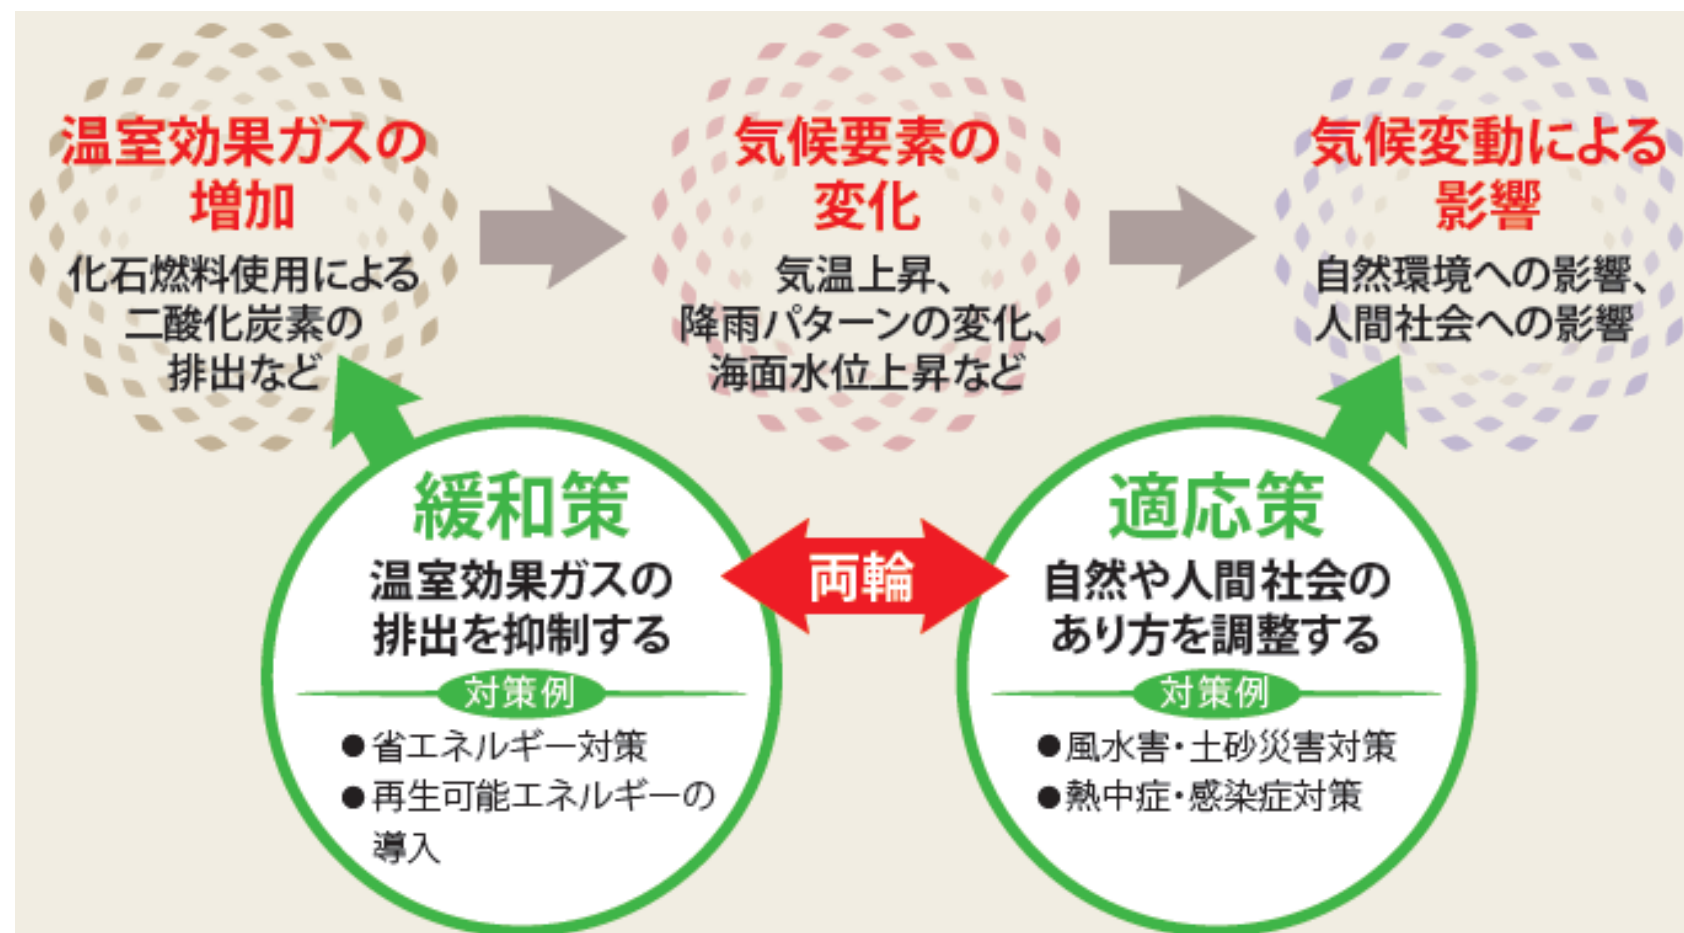 温室効果ガスの
増加
化石燃料使用による
二酸化炭素の
排出など
気候要素の
変化
気温上昇、
降雨パターンの変化、
海面水位上昇など
気候変動による
影響
自然環境への影響、
人間社会への影響
緩和策
温室効果ガスの
排出を抑制する
対策例
●省エネルギー対策
●再生可能エネルギーの
導入
両輪
適応策
自然や人間社会の
あり方を調整する
対策例
●風水害・土砂災害対策
●熱中症・感染症対策